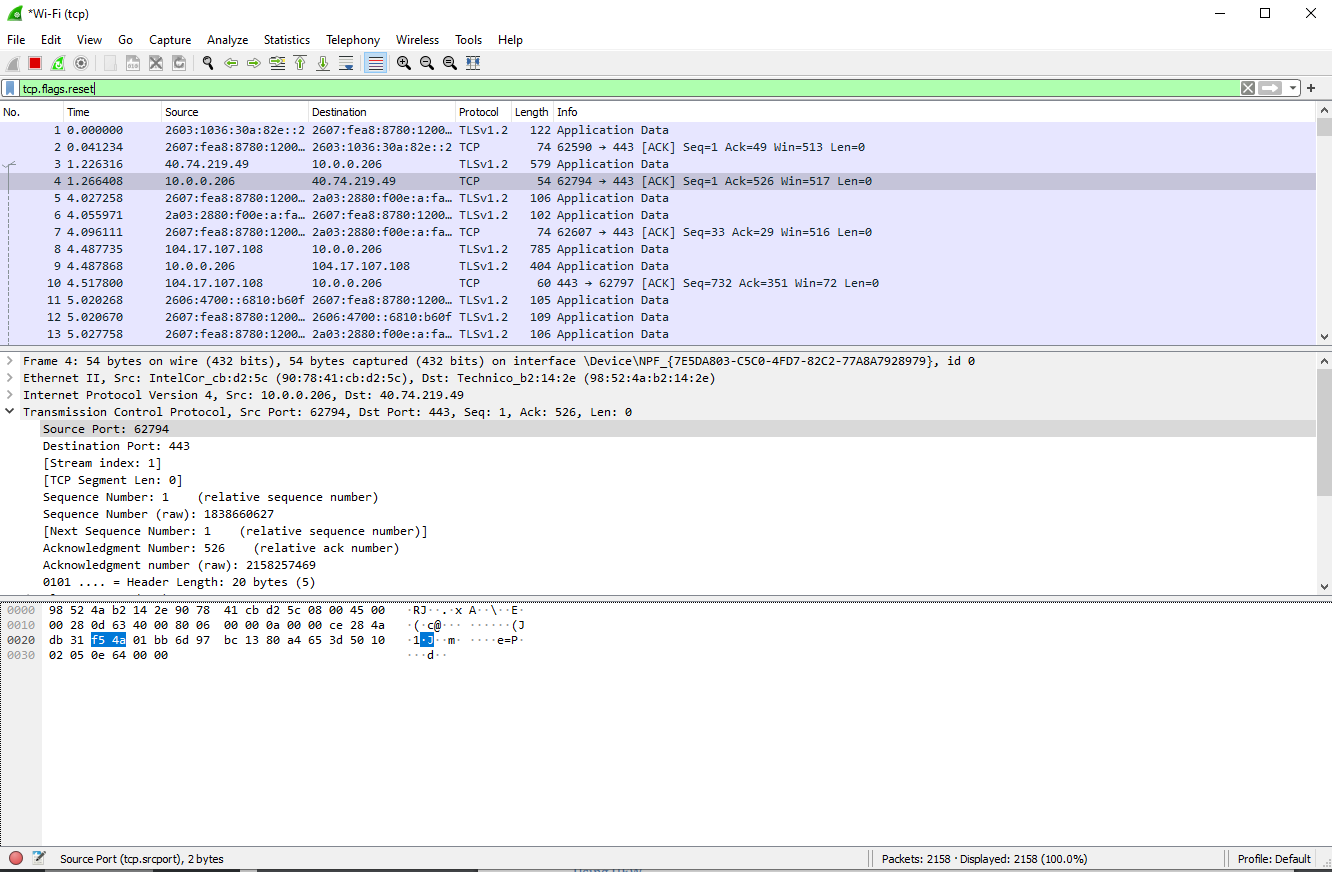 *Wi-Fi (tcp)
File Edit View Go Capture Analyze Statistics Telephony Wireless Tools Help
tcp.flags.reset
No. Time Source Destination Protocol Length Info
1 0.000000 2603:1036:30a:82e::2 2607:fea8:8780:1200… TLSv1.2 122 Application Data
2 0.041234 2607:fea8:8780:1200… 2603:1036:30a:82e::2 TCP 74 62590 → 443 [ACK] Seq=1 Ack=49 Win=513 Len=0
3 1.226316 40.74.219.49 10.0.0.206 TLSv1.2 579 Application Data
4 1.266408 10.0.0.206 40.74.219.49 TCP 54 62794 → 443 [ACK] Seq=1 Ack=526 Win=517 Len=0
5 4.027258 2607:fea8:8780:1200… 2a03:2880:f00e:a:fa… TLSv1.2 106 Application Data
6 4.055971 2a03:2880:f00e:a:fa… 2607:fea8:8780:1200… TLSv1.2 102 Application Data
7 4.096111 2607:fea8:8780:1200… 2a03:2880:f00e:a:fa… TCP 74 62607 → 443 [ACK] Seq=33 Ack=29 Win=516 Len=0
8 4.487735 104.17.107.108 10.0.0.206 TLSv1.2 785 Application Data
9 4.487868 10.0.0.206 104.17.107.108 TLSv1.2 404 Application Data
10 4.517800 104.17.107.108 10.0.0.206 TCP 60 443 → 62797 [ACK] Seq=732 Ack=351 Win=72 Len=0
11 5.020268 2606:4700::6810:b60f 2607:fea8:8780:1200… TLSv1.2 105 Application Data
12 5.020670 2607:fea8:8780:1200… 2606:4700::6810:b60f TLSv1.2 109 Application Data
13 5.027758 2607:fea8:8780:1200… 2a03:2880:f00e:a:fa… TLSv1.2 106 Application Data
Frame 4: 54 bytes on wire (432 bits), 54 bytes captured (432 bits) on interface \Device\NPF_{7E5DA803-C5C0-4FD7-82C2-77A8A7928979}, id 0
Ethernet II, Src: IntelCor_cb:d2:5c (90:78:41:cb:d2:5c), Dst: Technico_b2:14:2e (98:52:4a:b2:14:2e)
Internet Protocol Version 4, Src: 10.0.0.206, Dst: 40.74.219.49
Transmission Control Protocol, Src Port: 62794, Dst Port: 443, Seq: 1, Ack: 526, Len: 0
Source Port: 62794
Destination Port: 443
[Stream index: 1]
[TCP Segment Len: 0]
Sequence Number: 1 (relative sequence number)
Sequence Number (raw): 1838660627
[Next Sequence Number: 1 (relative sequence number)]
Acknowledgment Number: 526 (relative ack number)
Acknowledgment number (raw): 2158257469
0101 .... = Header Length: 20 bytes (5)
0000 98 52 4a b2 14 2e 90 78 41 cb d2 5c 08 00 45 00 ·RJ··.·x A··\··E·
0010 00 28 0d 63 40 00 80 06 00 00 0a 00 00 ce 28 4a ·(·c@··· ······(J
0020 db 31 f5 4a 01 bb 6d 97 bc 13 80 a4 65 3d 50 10 ·1·J··m· ····e=P·
0030 02 05 0e 64 00 00 ···d··
Source Port (tcp.srcport), 2 bytes
Packets: 2158 · Displayed: 2158 (100.0%)
Profile: Default